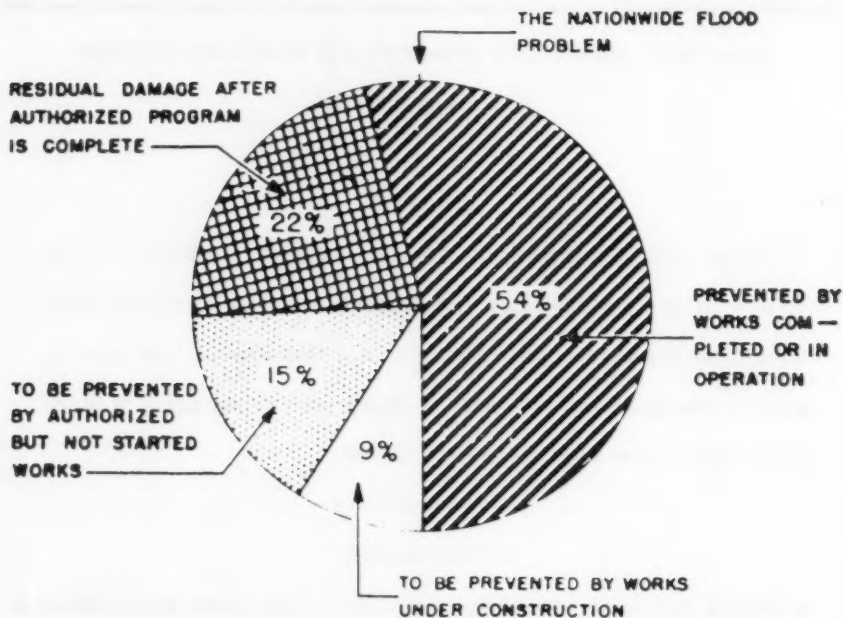 THE NATIONWIDE FLOOD
PROBLEM
RESIDUAL DAMAGE AFTER
AUTHORIZED PROGRAM
IS COMPLETE
22%
54%
PREVENTED BY
WORKS COM—
PLETED OR IN
OPERATION
15%
TO BE PREVENTED
BY AUTHORIZED
BUT NOT STARTED
WORKS
9%
TO BE PREVENTED BY WORKS
UNDER CONSTRUCTION